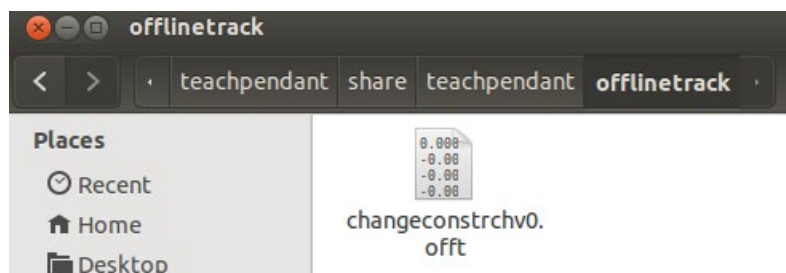 offlinetrack
teachpendant share teachpendant offlinetrack
Places
Recent
Home
Desktop
0.000
-0.00
-0.00
-0.00
changeconstrchv0.
offt